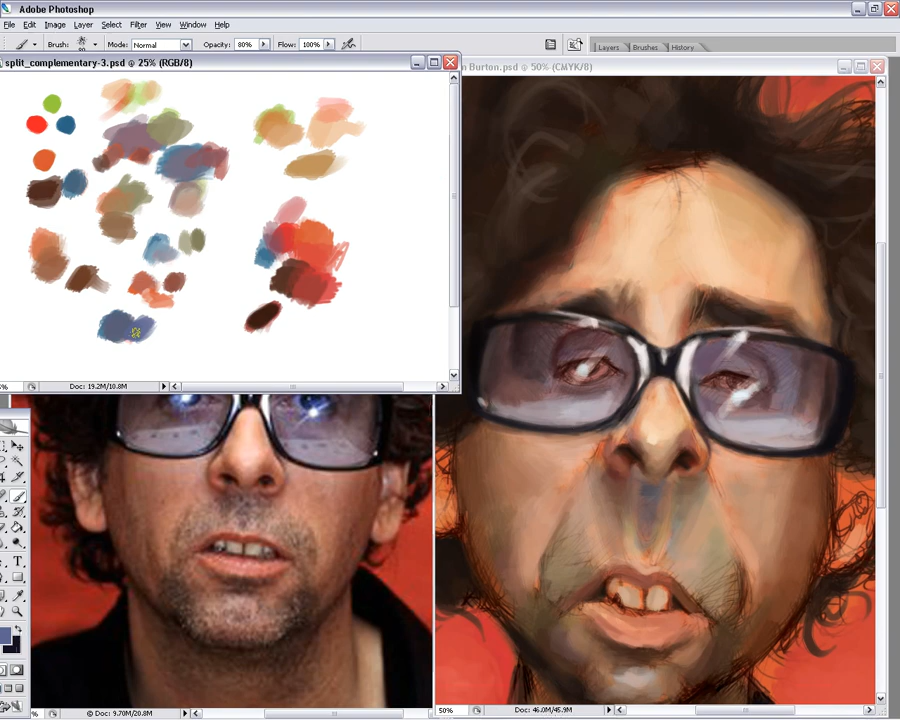 Adobe Photoshop
File Edit Image Layer Select Filter View Window Help
Brush: Mode: Normal Opacity: 80% Flow: 100%
Layers Brushes History
split_complementary-3.psd @ 25% (RGB/8)
Burton.psd @ 50% (CMYK/8)
Doc: 19.2M/10.8M
T
Doc: 9.70M/20.8M
50% Doc: 46.0M/45.9M